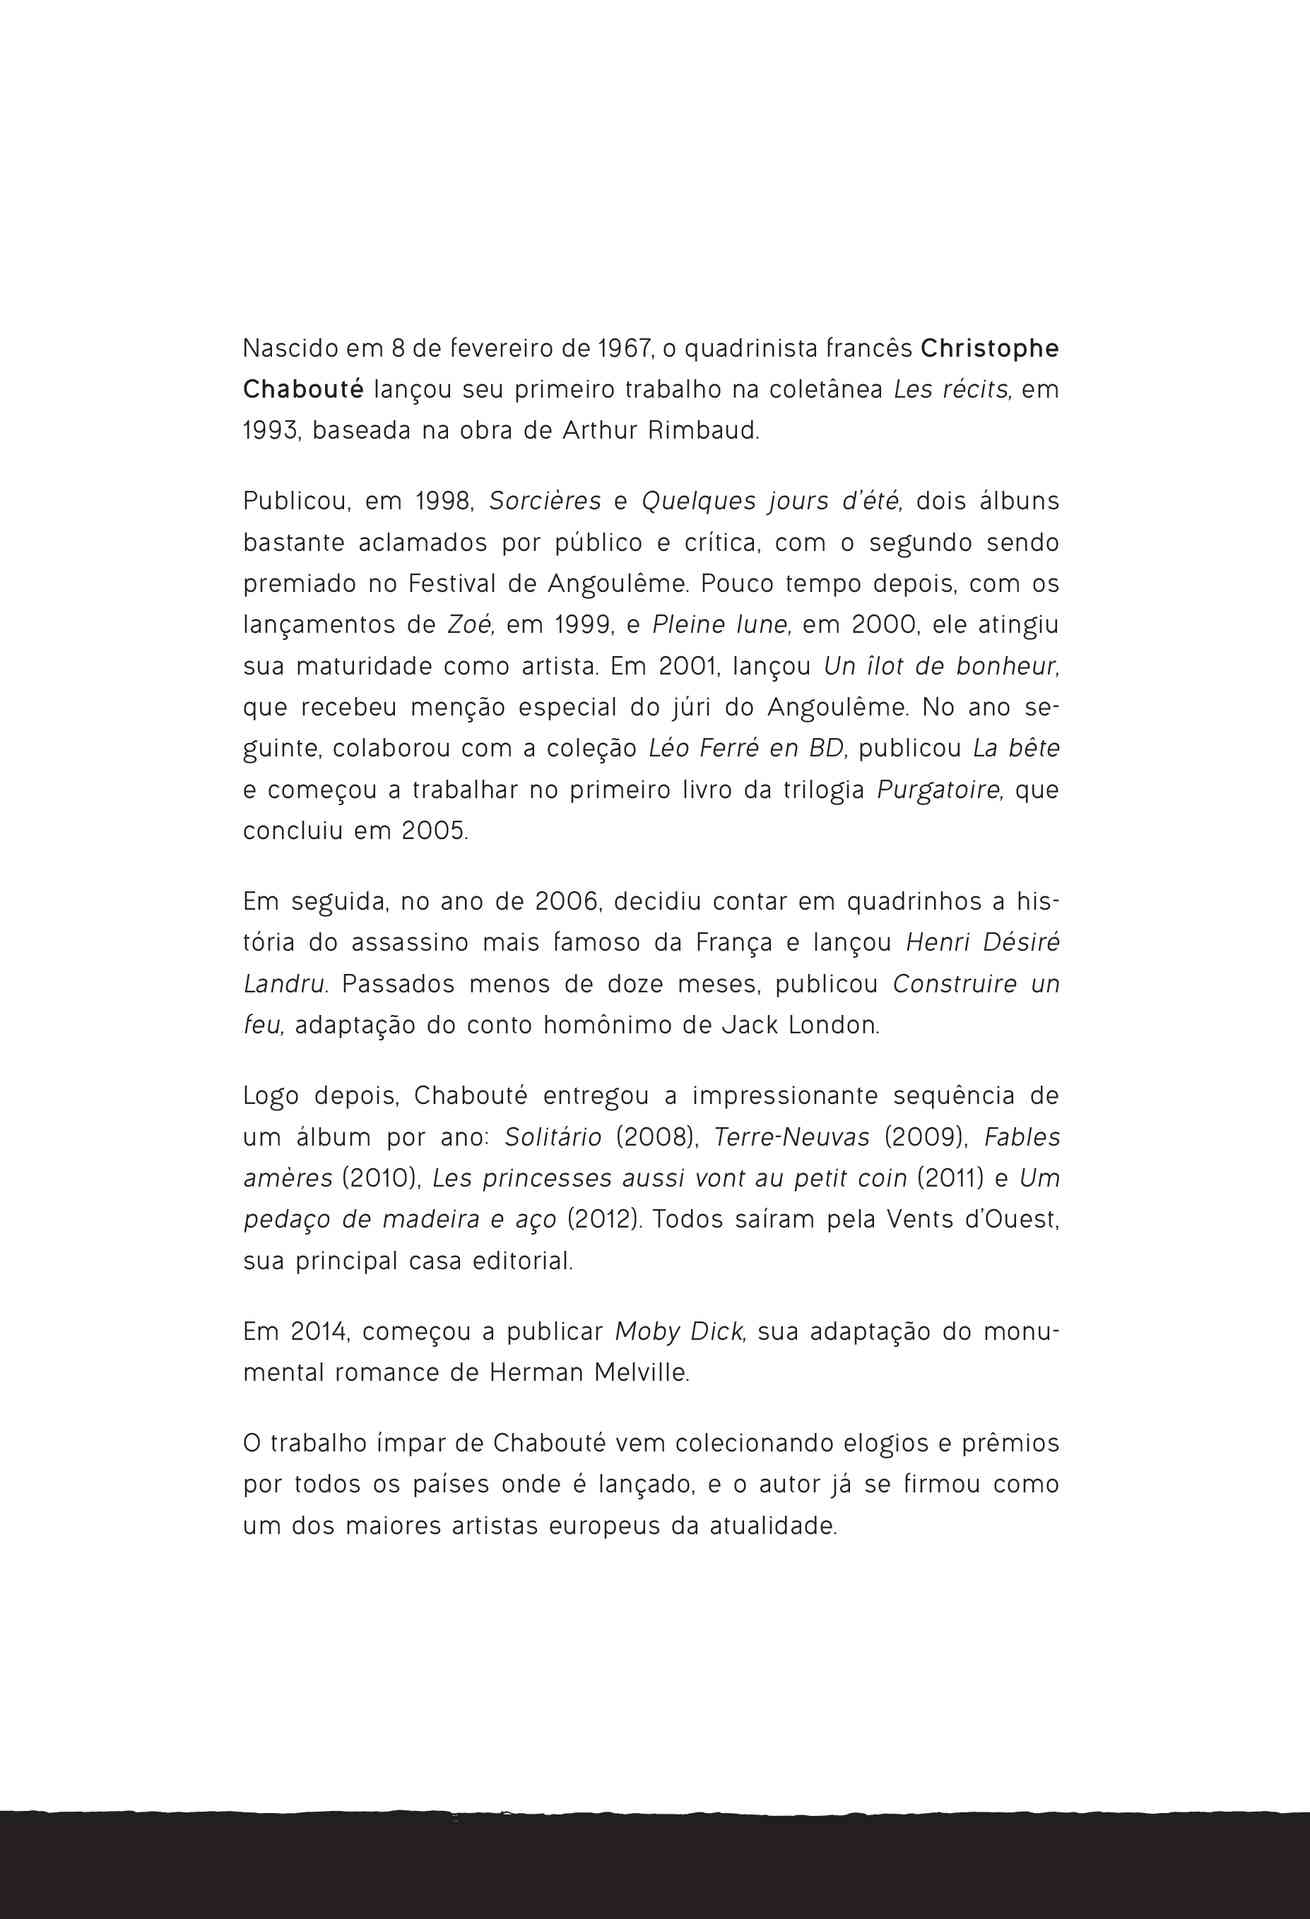 Nascido em 8 de fevereiro de 1967, o quadrinista francês Christophe
Chabouté lançou seu primeiro trabalho na coletânea Les récits, em
1993, baseada na obra de Arthur Rimbaud.
Publicou, em 1998, Sorcières e Quelques jours d'été, dois álbuns
bastante aclamados por público e crítica, com o segundo sendo
premiado no Festival de Angoulême. Pouco tempo depois, com os
lançamentos de Zoé, em 1999, e Pleine lune, em 2000, ele atingiu
sua maturidade como artista. Em 2001, lançou Un îlot de bonheur,
que recebeu menção especial do júri do Angoulême. No ano se-
guinte, colaborou com a coleção Léo Ferré en BD, publicou La bête
e começou a trabalhar no primeiro livro da trilogia Purgatoire, que
concluiu em 2005.
Em seguida, no ano de 2006, decidiu contar em quadrinhos a his-
tória do assassino mais famoso da França e lançou Henri Désiré
Landru. Passados menos de doze meses, publicou Construire un
feu, adaptação do conto homônimo de Jack London.
Logo depois, Chabouté entregou a impressionante sequência de
um álbum por ano: Solitário (2008), Terre-Neuvas (2009), Fables
amères (2010), Les princesses aussi vont au petit coin (2011) e Um
pedaço de madeira e aço (2012). Todos saíram pela Vents d'Ouest,
sua principal casa editorial.
Em 2014, começou a publicar Moby Dick, sua adaptação do monu-
mental romance de Herman Melville.
O trabalho ímpar de Chabouté vem colecionando elogios e prêmios
por todos os países onde é lançado, e o autor já se firmou como
um dos maiores artistas europeus da atualidade.